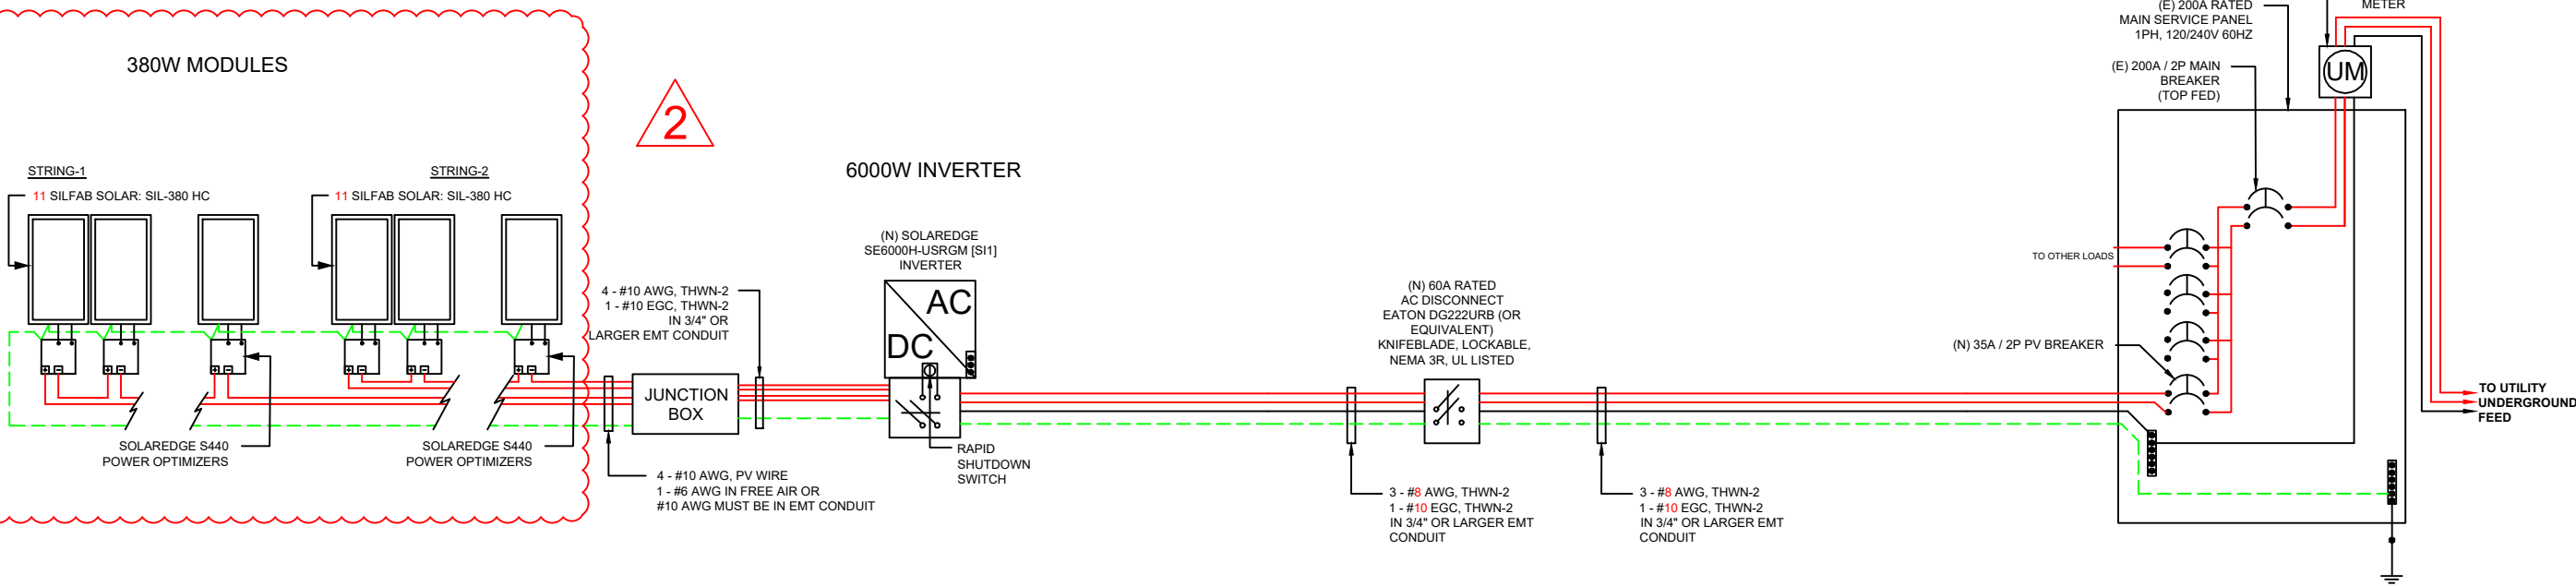 380W MODULES
STRING-1
11 SILFAB SOLAR: SIL-380 HC
STRING-2
11 SILFAB SOLAR: SIL-380 HC
SOLAREDGE S440
POWER OPTIMIZERS
SOLAREDGE S440
POWER OPTIMIZERS
2
4 - #10 AWG, THWN-2
1 - #10 EGC, THWN-2
IN 3/4" OR
LARGER EMT CONDUIT
JUNCTION
BOX
4 - #10 AWG, PV WIRE
1 - #6 AWG IN FREE AIR OR
#10 AWG MUST BE IN EMT CONDUIT
6000W INVERTER
(N) SOLAREDGE
SE6000H-USRGM [SI1]
INVERTER
AC
DC
RAPID
SHUTDOWN
SWITCH
(N) 60A RATED
AC DISCONNECT
EATON DG222URB (OR
EQUIVALENT)
KNIFEBLADE, LOCKABLE,
NEMA 3R, UL LISTED
3 - #8 AWG, THWN-2
1 - #10 EGC, THWN-2
IN 3/4" OR LARGER EMT
CONDUIT
3 - #8 AWG, THWN-2
1 - #10 EGC, THWN-2
IN 3/4" OR LARGER EMT
CONDUIT
(E) 200A RATED
MAIN SERVICE PANEL
1PH, 120/240V 60HZ
METER
(E) 200A / 2P MAIN
BREAKER
(TOP FED)
UM
TO OTHER LOADS
(N) 35A / 2P PV BREAKER
TO UTILITY
UNDERGROUND
FEED